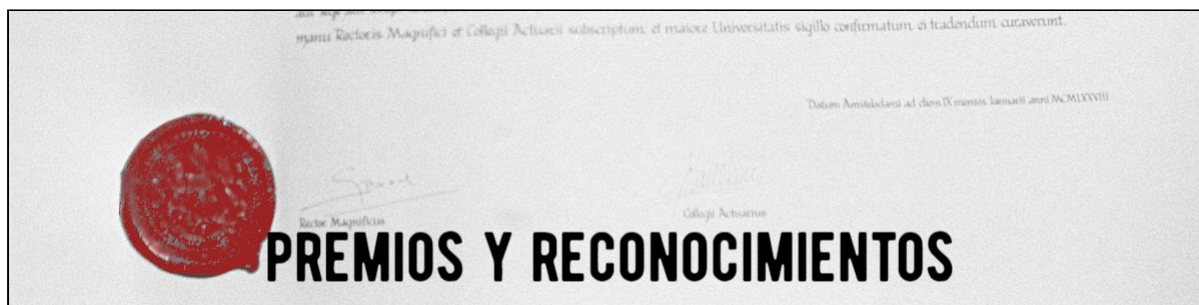 manu Rectoris Magnifici et Collegii Actuarii subscriptum, et maiore Universitatis sigillo confirmatum ei tradendum curaverunt.
Datum Amstelodami ad diem IX mensis Ianuarii anni MCMLXXVIII
Rector Magnificus
Collegii Actuarius
PREMIOS Y RECONOCIMIENTOS